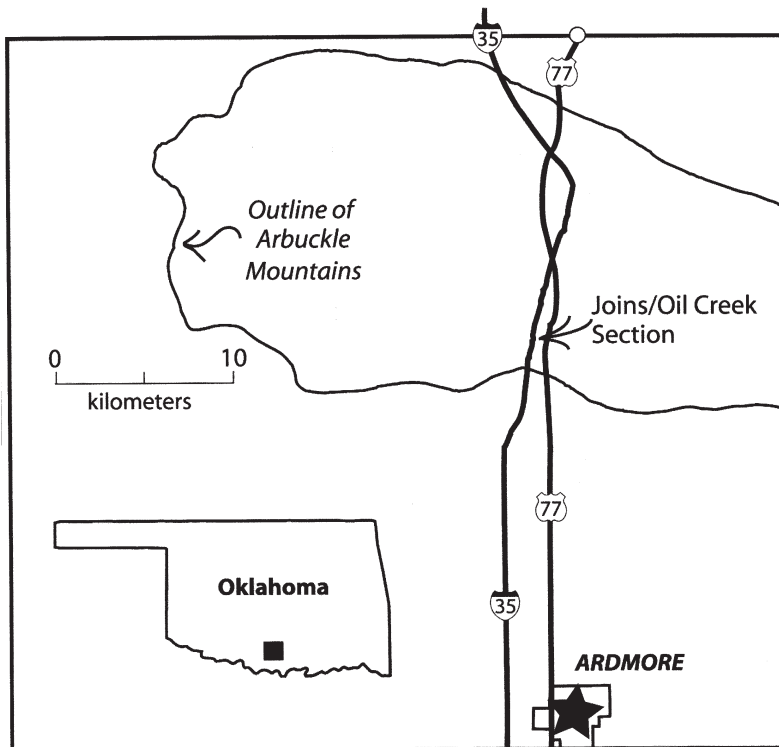 35
77
Outline of
Arbuckle
Mountains
Joins/Oil Creek
Section
0 10
kilometers
77
Oklahoma
35
ARDMORE